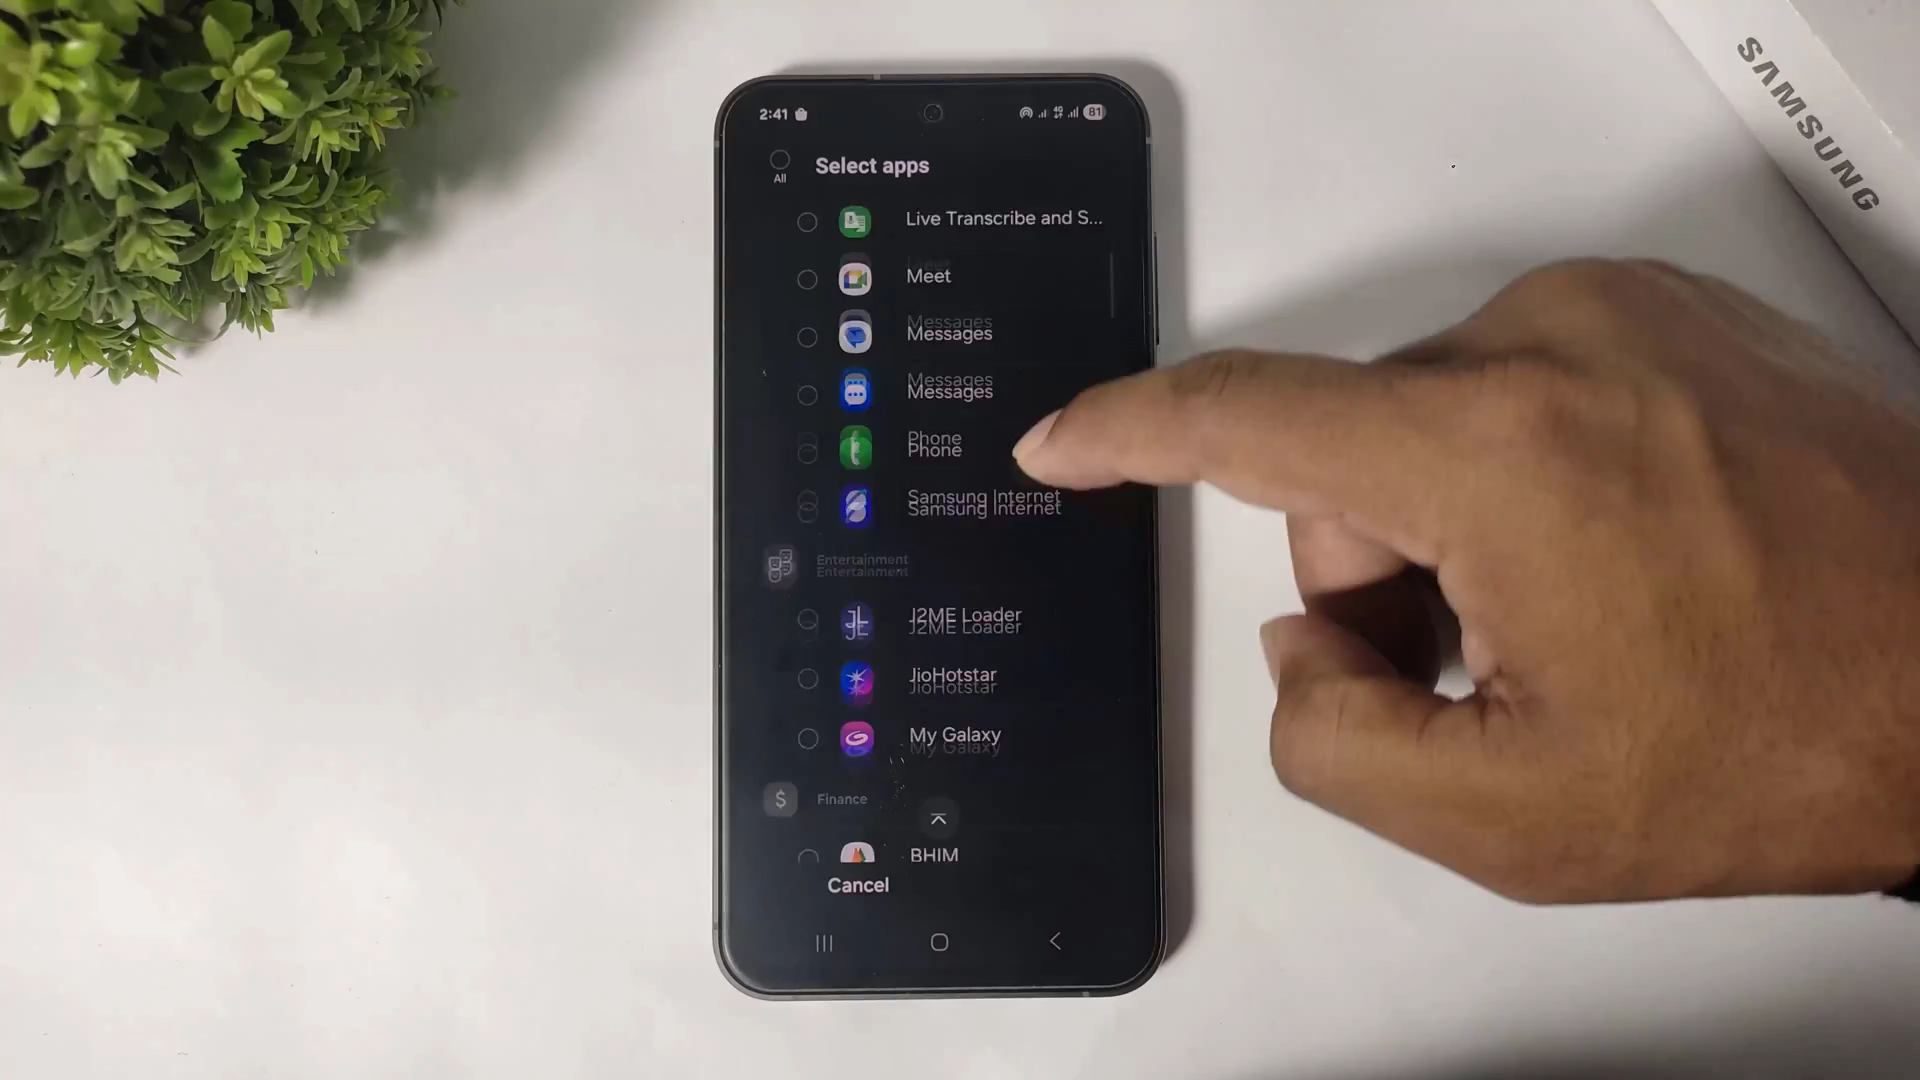 SAMSUNG
2:41
4G
81
All
Select apps
Live Transcribe and S...
Meet
Messages
Messages
Phone
Samsung Internet
Entertainment
J2ME Loader
JioHotstar
My Galaxy
$
Finance
BHIM
Cancel